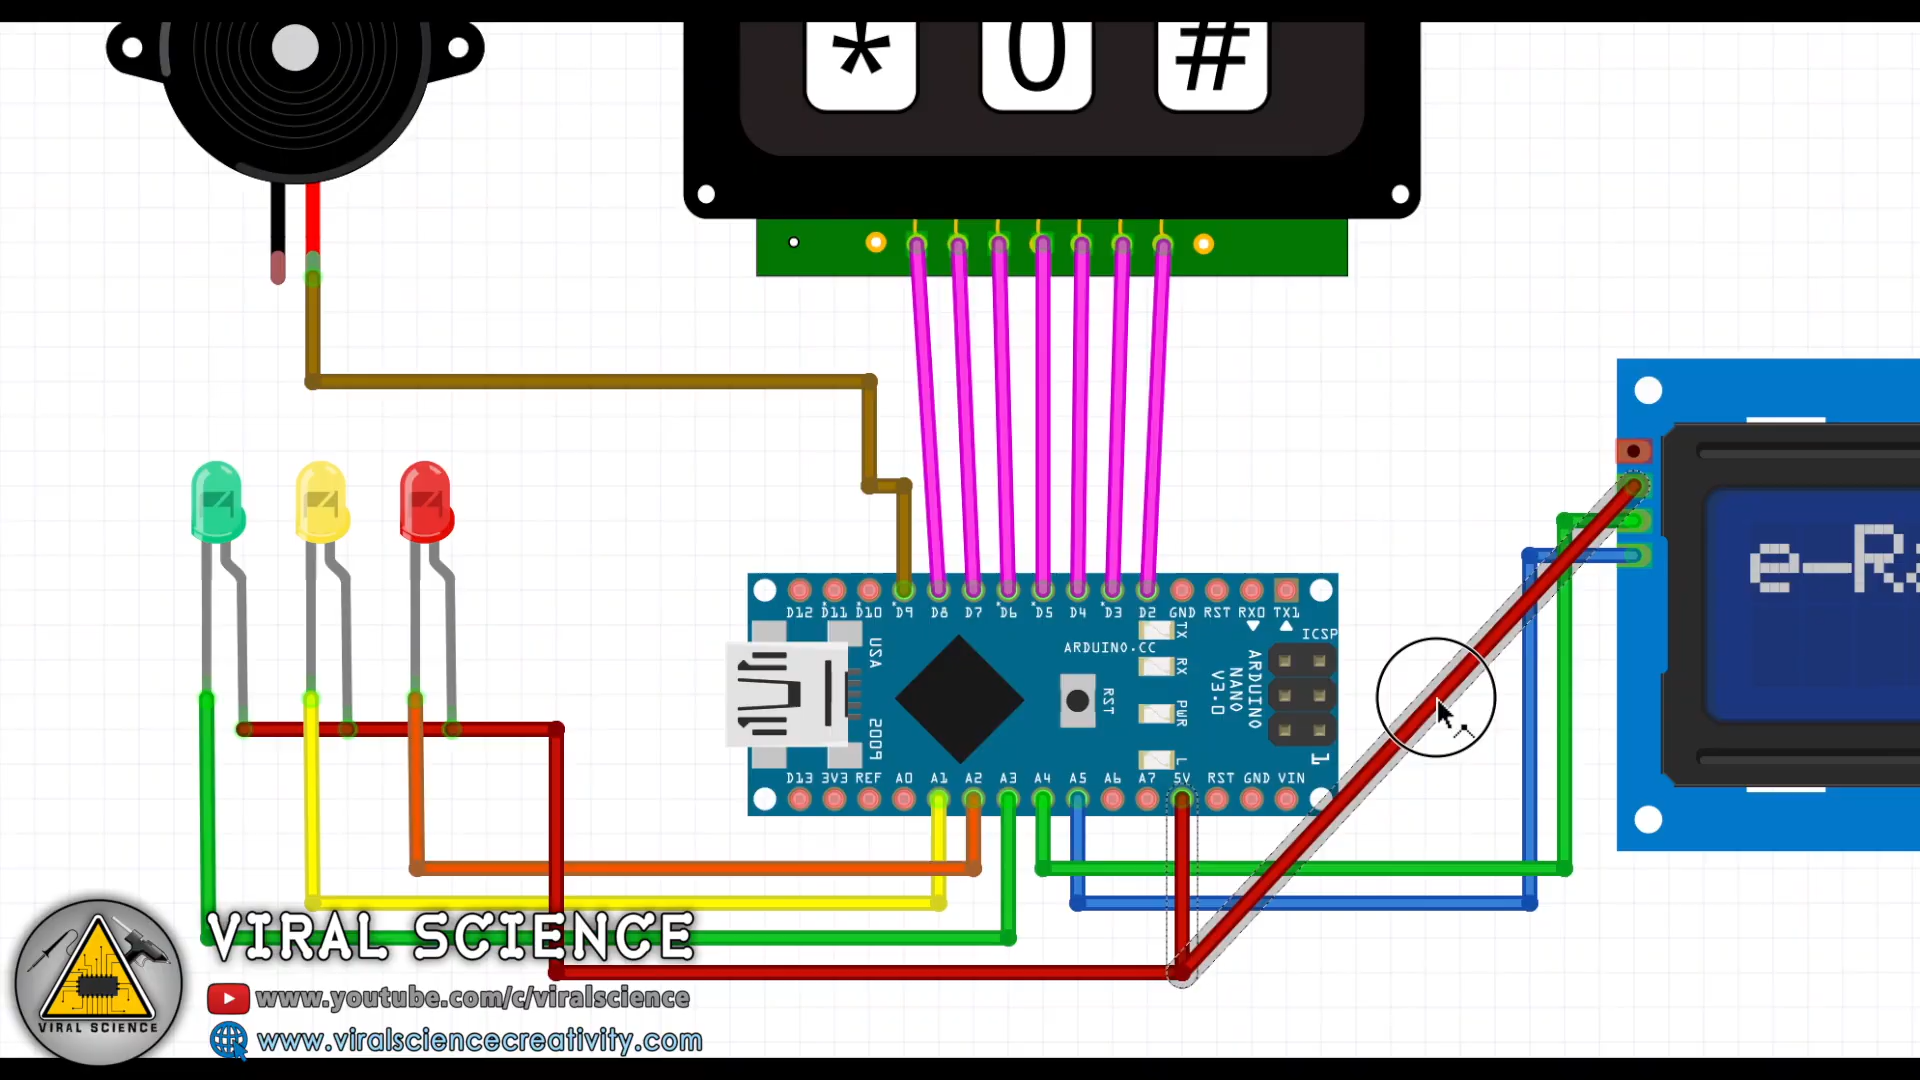 * 0 #
D12 D11 D10 D9 D8 D7 D6 D5 D4 D3 D2 GND RST RX0 TX1
ICSP
TX
ARDUINO.CC
USA
RX
RST
ARDUINO
NANO
V3.0
PWR
2009
L
1
D13 3V3 REF A0 A1 A2 A3 A4 A5 A6 A7 5V RST GND VIN
VIRAL SCIENCE
www.youtube.com/c/viralscience
www.viralsciencecreativity.com
VIRAL SCIENCE